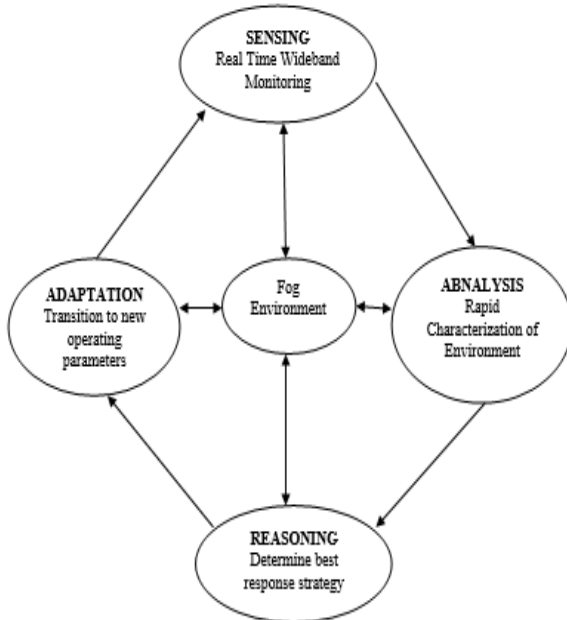 SENSING
Real Time Wideband
Monitoring
ADAPTATION
Transition to new
operating
parameters
Fog
Environment
ABNALYSIS
Rapid
Characterization of
Environment
REASONING
Determine best
response strategy